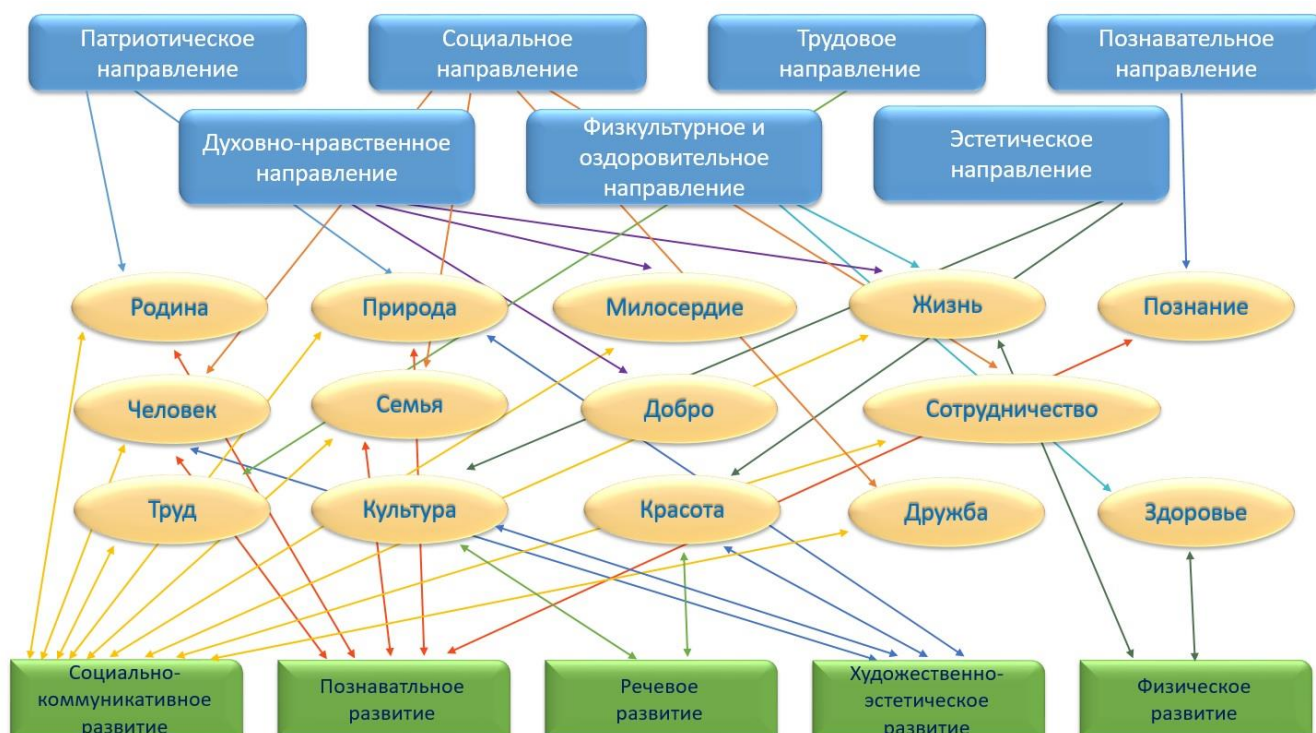 Патриотическое
направление
Социальное
направление
Трудовое
направление
Познавательное
направление
Духовно-нравственное
направление
Физкультурное и
оздоровительное
направление
Эстетическое
направление
Родина
Природа
Милосердие
Жизнь
Познание
Человек
Семья
Добро
Сотрудничество
Труд
Культура
Красота
Дружба
Здоровье
Социально-
коммуникативное
развитие
Познаватльное
развитие
Речевое
развитие
Художественно-
эстетическое
развитие
Физическое
развитие